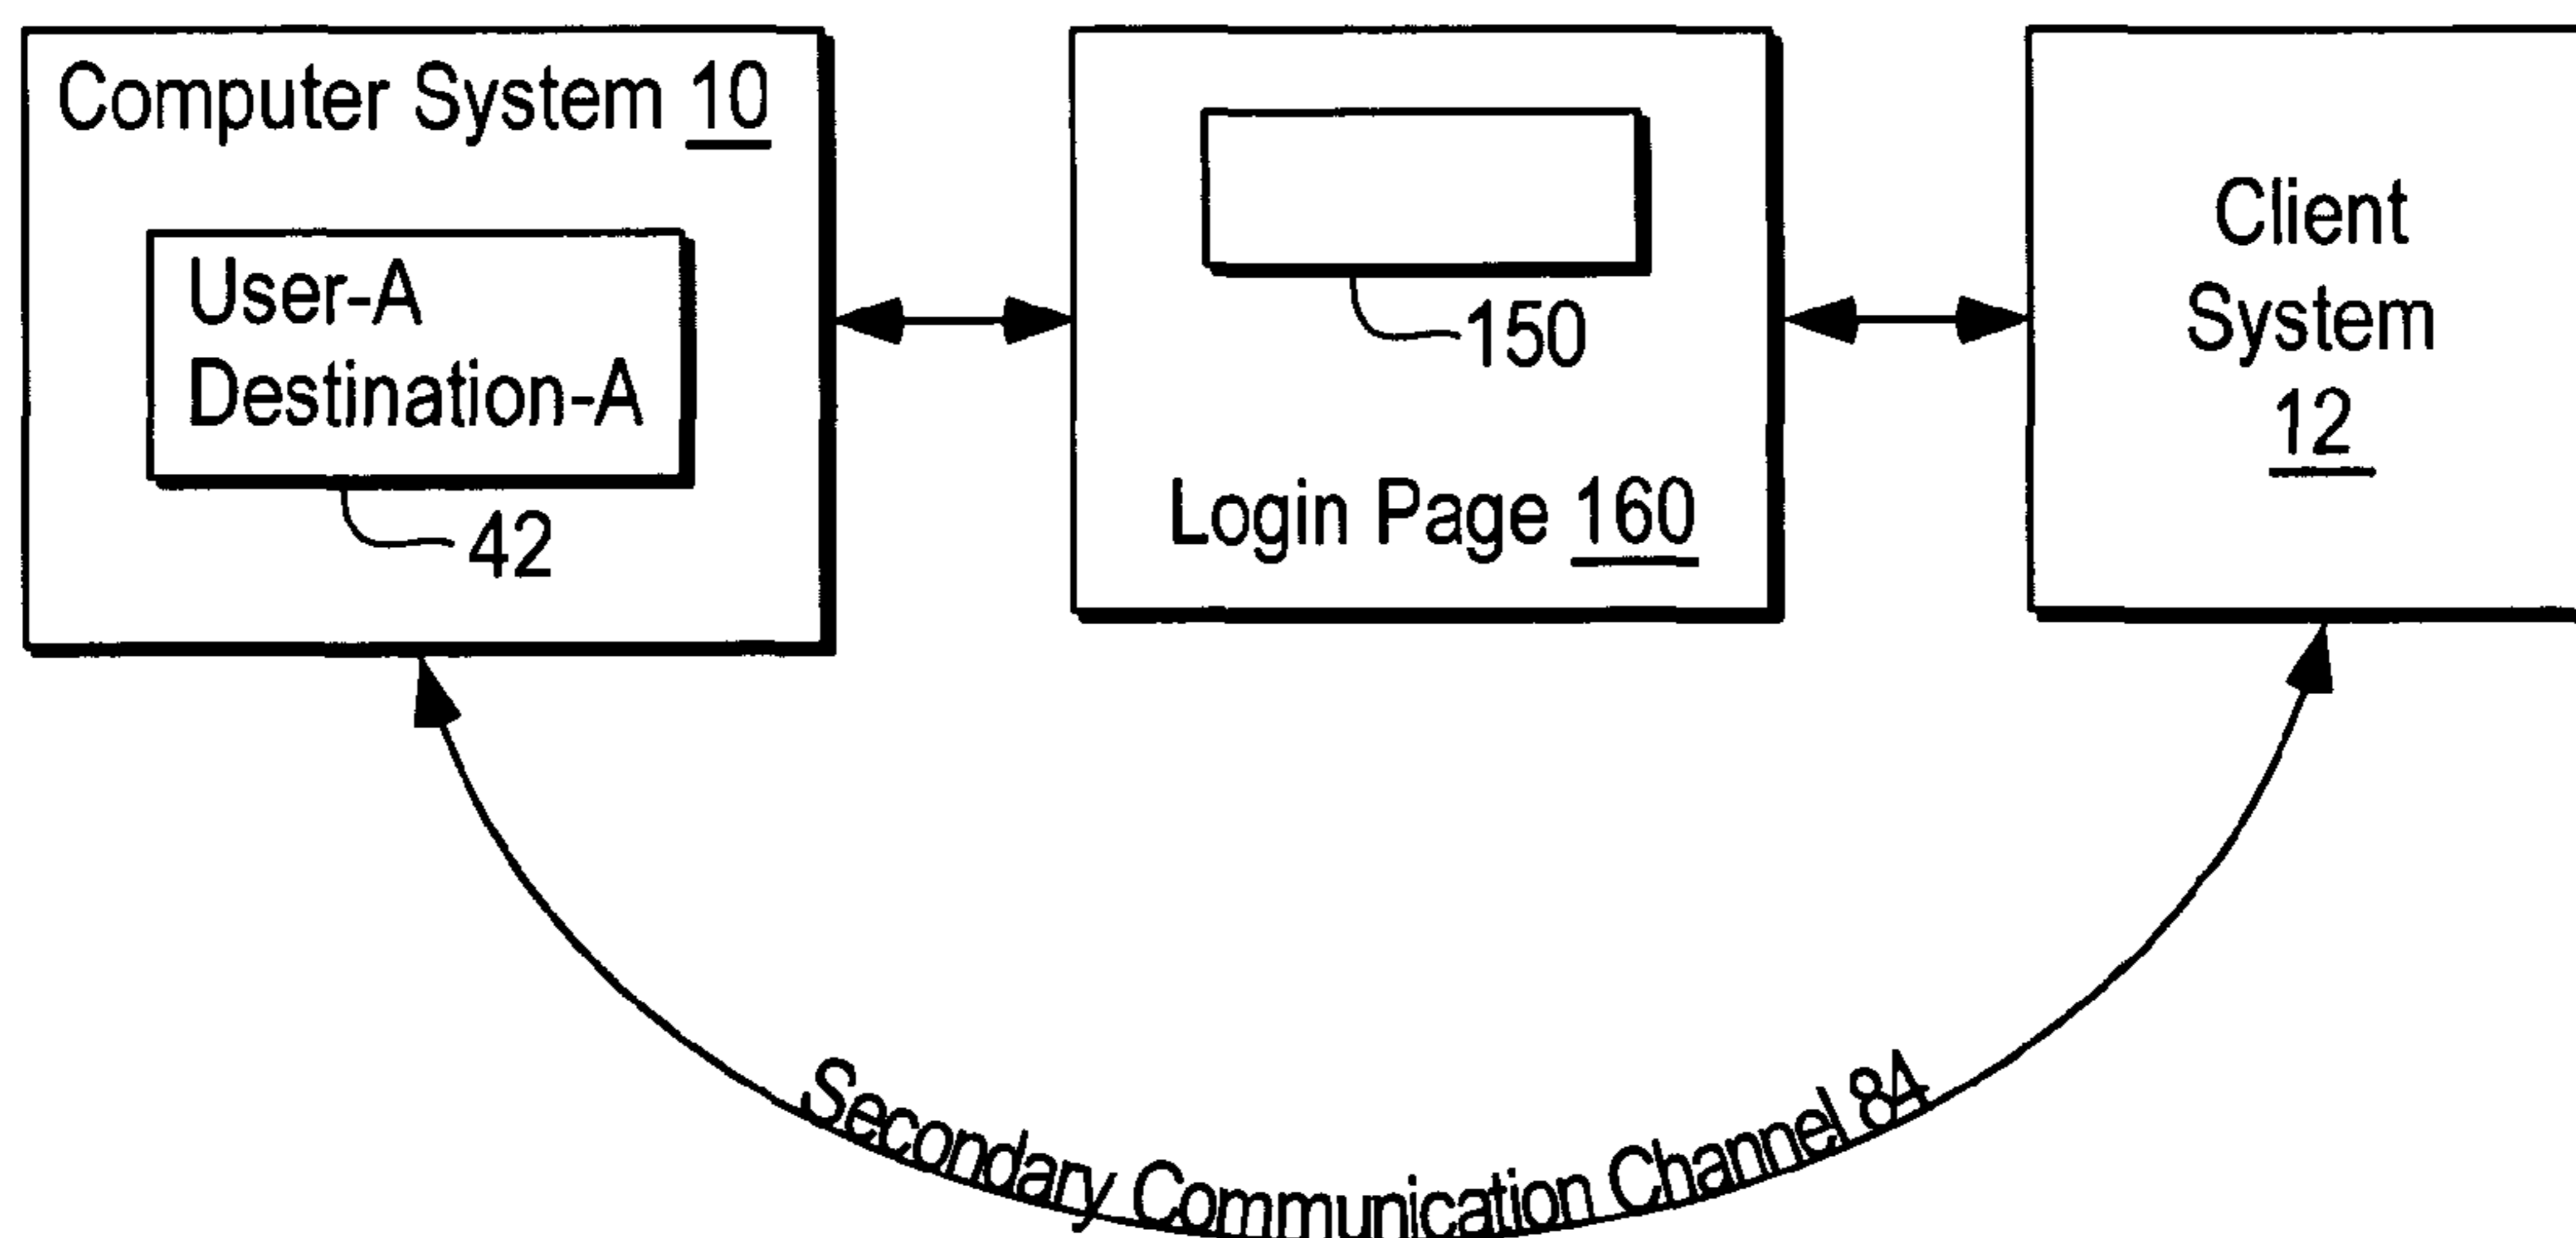 Computer System 10
User-A
Destination-A
42
150
Login Page 160
Client
System
12
Secondary Communication Channel 84